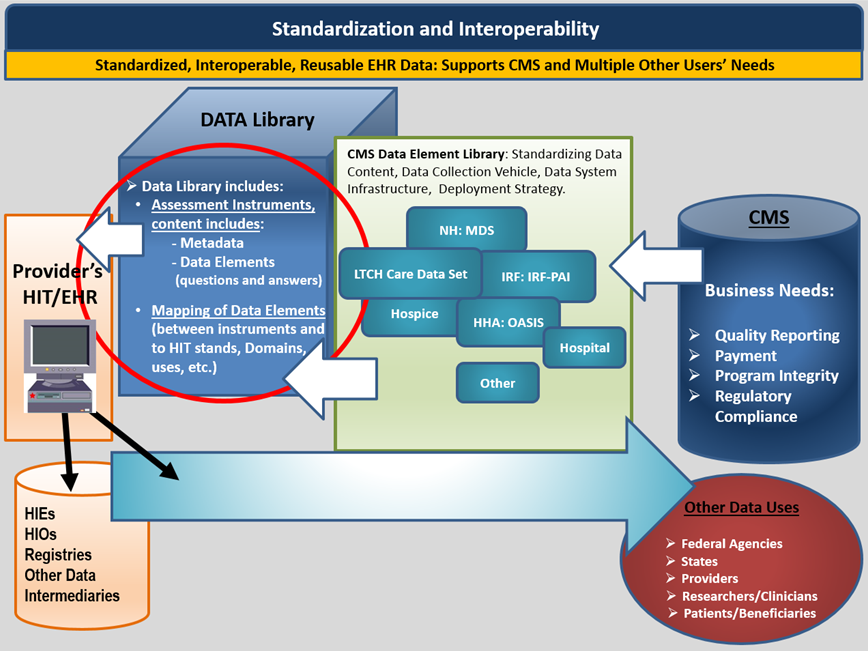 Standardization and Interoperability
Standardized, Interoperable, Reusable EHR Data: Supports CMS and Multiple Other Users’ Needs
DATA Library
➢ Data Library includes:
• Assessment Instruments,
content includes:
- Metadata
- Data Elements
(questions and answers)
• Mapping of Data Elements
(between instruments and
to HIT stands, Domains,
uses, etc.)
Provider’s
HIT/EHR
CMS Data Element Library: Standardizing Data
Content, Data Collection Vehicle, Data System
Infrastructure, Deployment Strategy.
NH: MDS
LTCH Care Data Set
IRF: IRF-PAI
Hospice
HHA: OASIS
Hospital
Other
CMS
Business Needs:
➢ Quality Reporting
➢ Payment
➢ Program Integrity
➢ Regulatory
Compliance
HIEs
HIOs
Registries
Other Data
Intermediaries
Other Data Uses
➢ Federal Agencies
➢ States
➢ Providers
➢ Researchers/Clinicians
➢ Patients/Beneficiaries